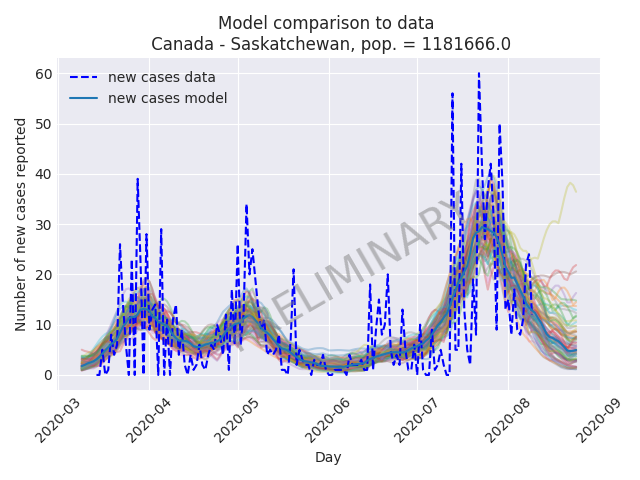 Model comparison to data
Canada - Saskatchewan, pop. = 1181666.0
new cases data
new cases model
Number of new cases reported
60
50
40
30
20
10
0
PRELIMINARY
2020-03
2020-04
2020-05
2020-06
2020-07
2020-08
2020-09
Day